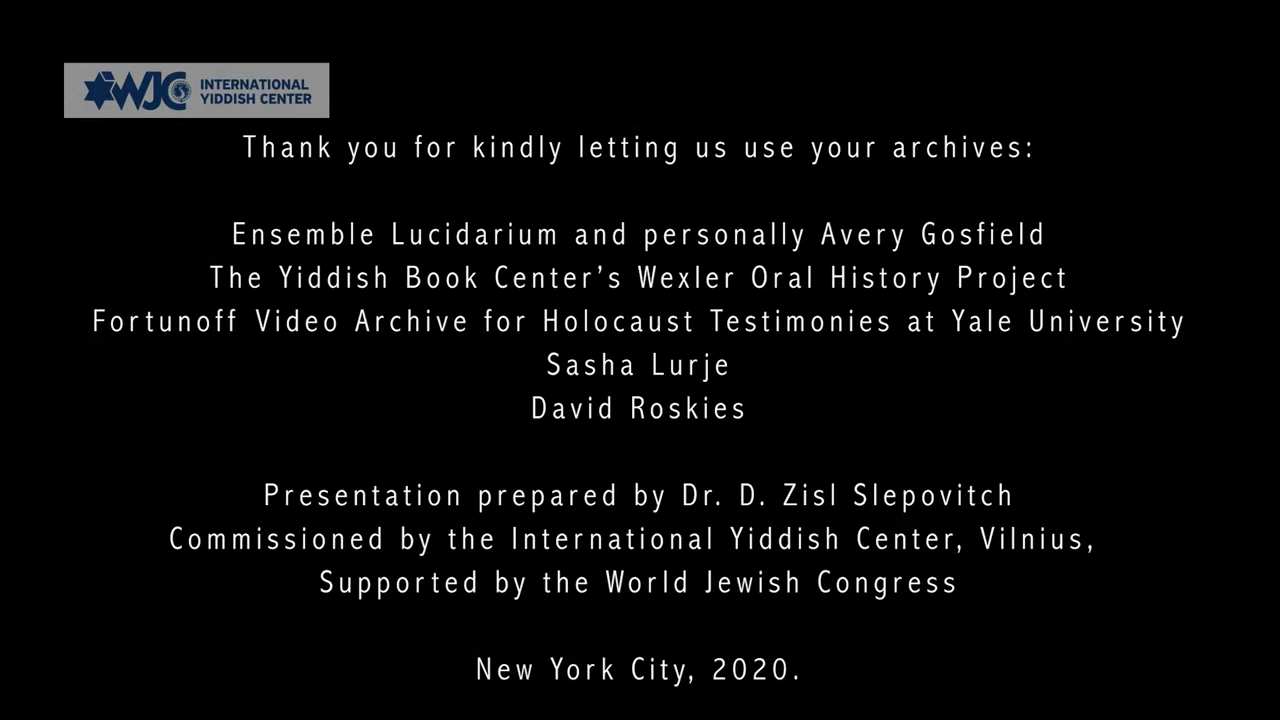 WJC INTERNATIONAL
YIDDISH CENTER
Thank you for kindly letting us use your archives:
Ensemble Lucidarium and personally Avery Gosfield
The Yiddish Book Center’s Wexler Oral History Project
Fortunoff Video Archive for Holocaust Testimonies at Yale University
Sasha Lurje
David Roskies
Presentation prepared by Dr. D. Zisl Slepovitch
Commissioned by the International Yiddish Center, Vilnius,
Supported by the World Jewish Congress
New York City, 2020.